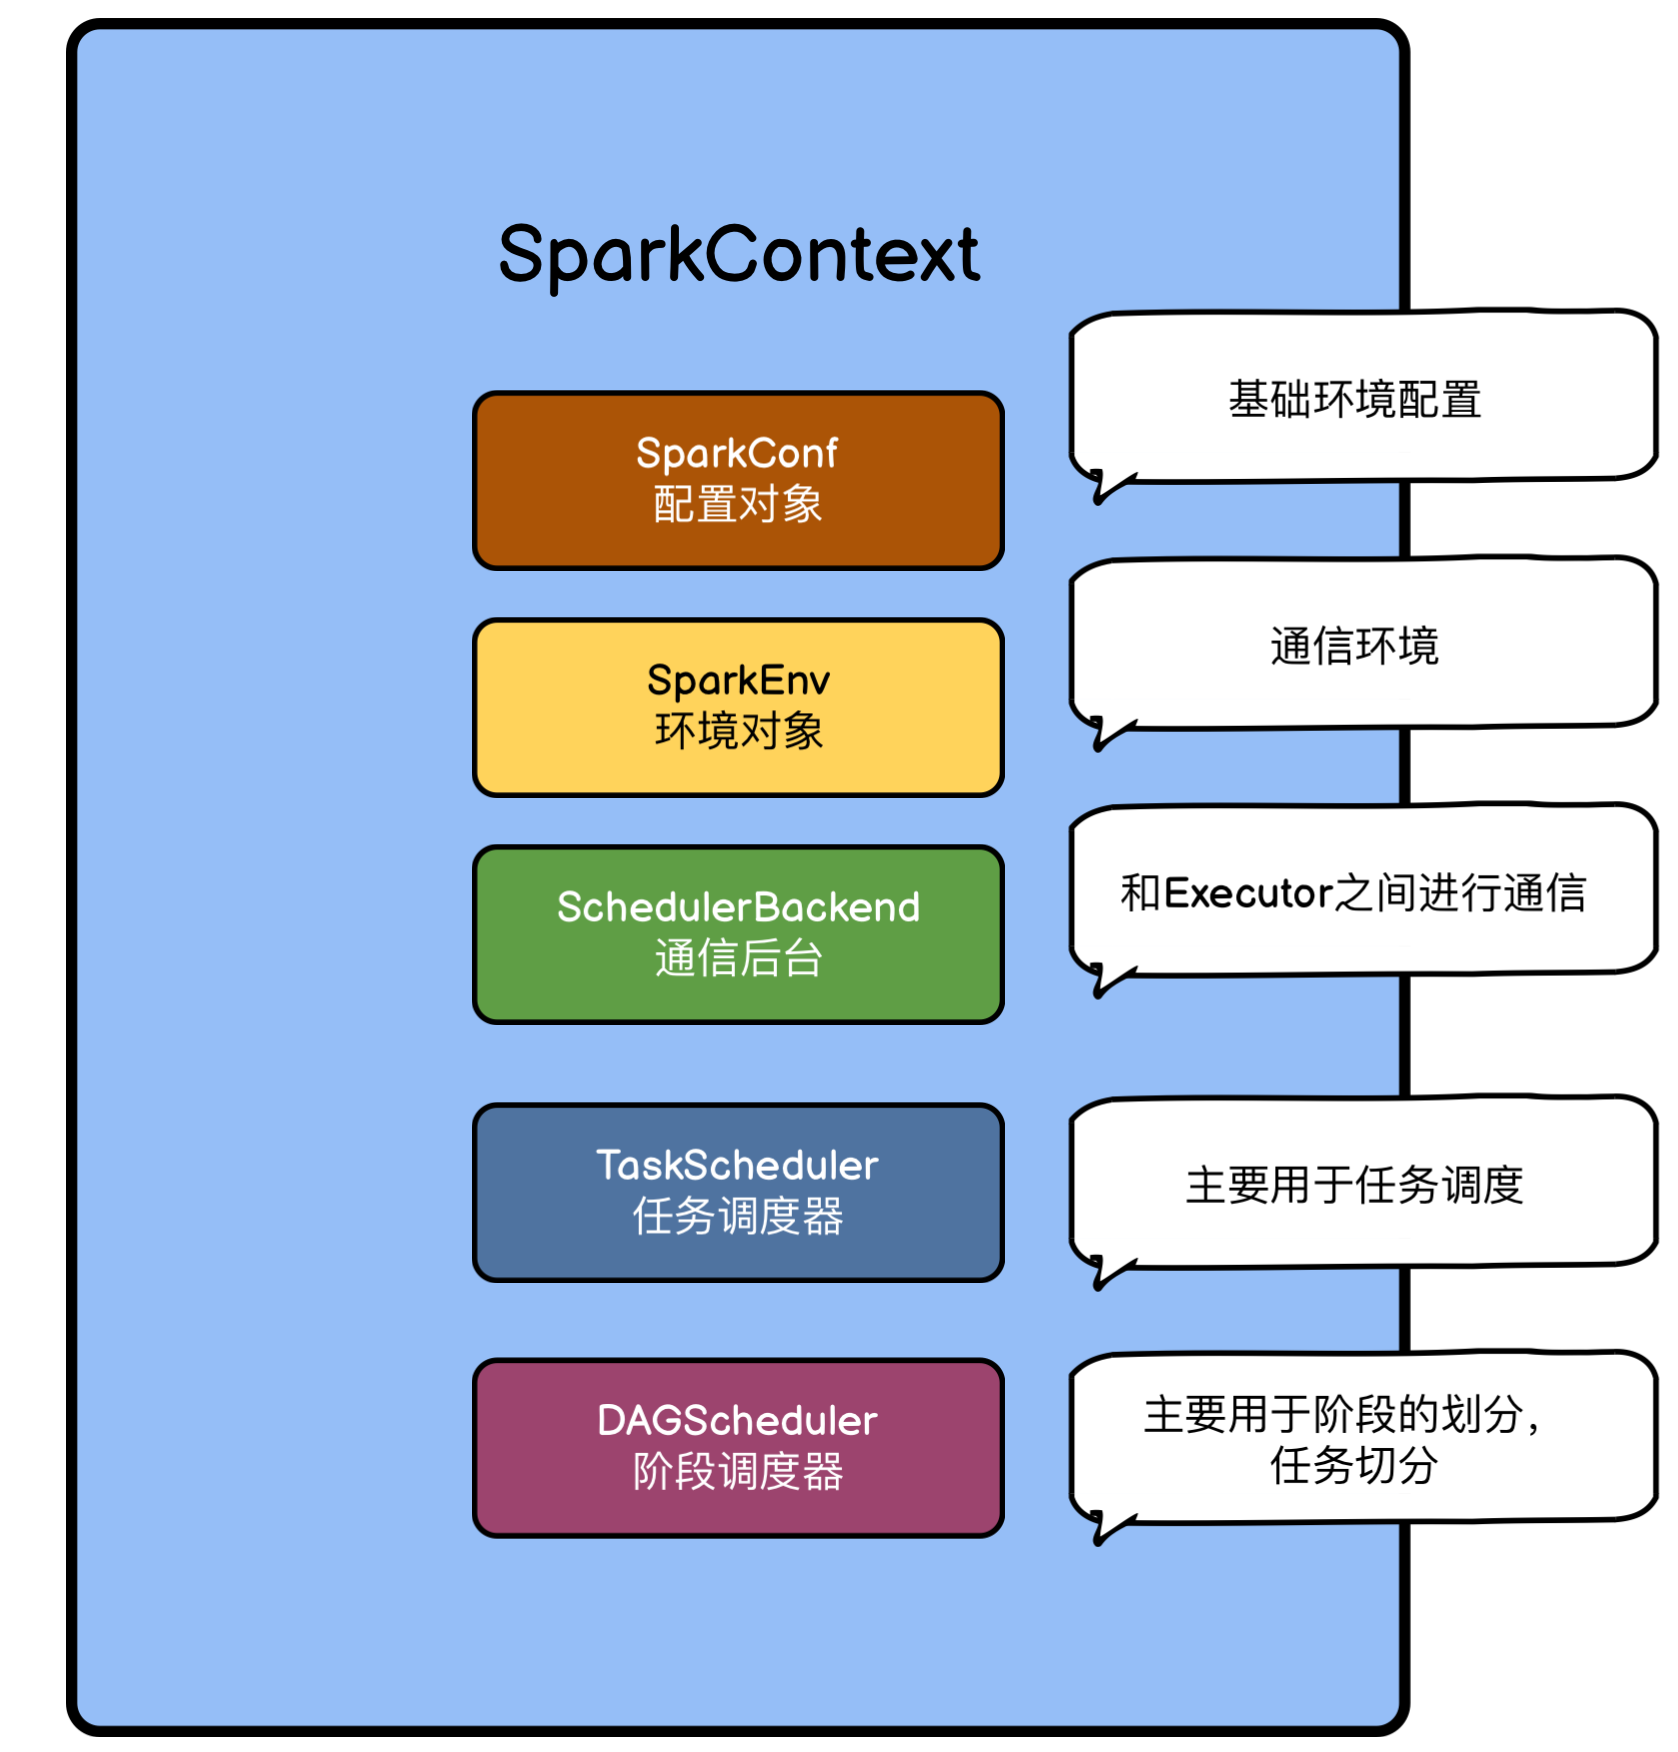 SparkContext
SparkConf
配置对象
基础环境配置
SparkEnv
环境对象
通信环境
SchedulerBackend
通信后台
和Executor之间进行通信
TaskScheduler
任务调度器
主要用于任务调度
DAGScheduler
阶段调度器
主要用于阶段的划分，
任务切分